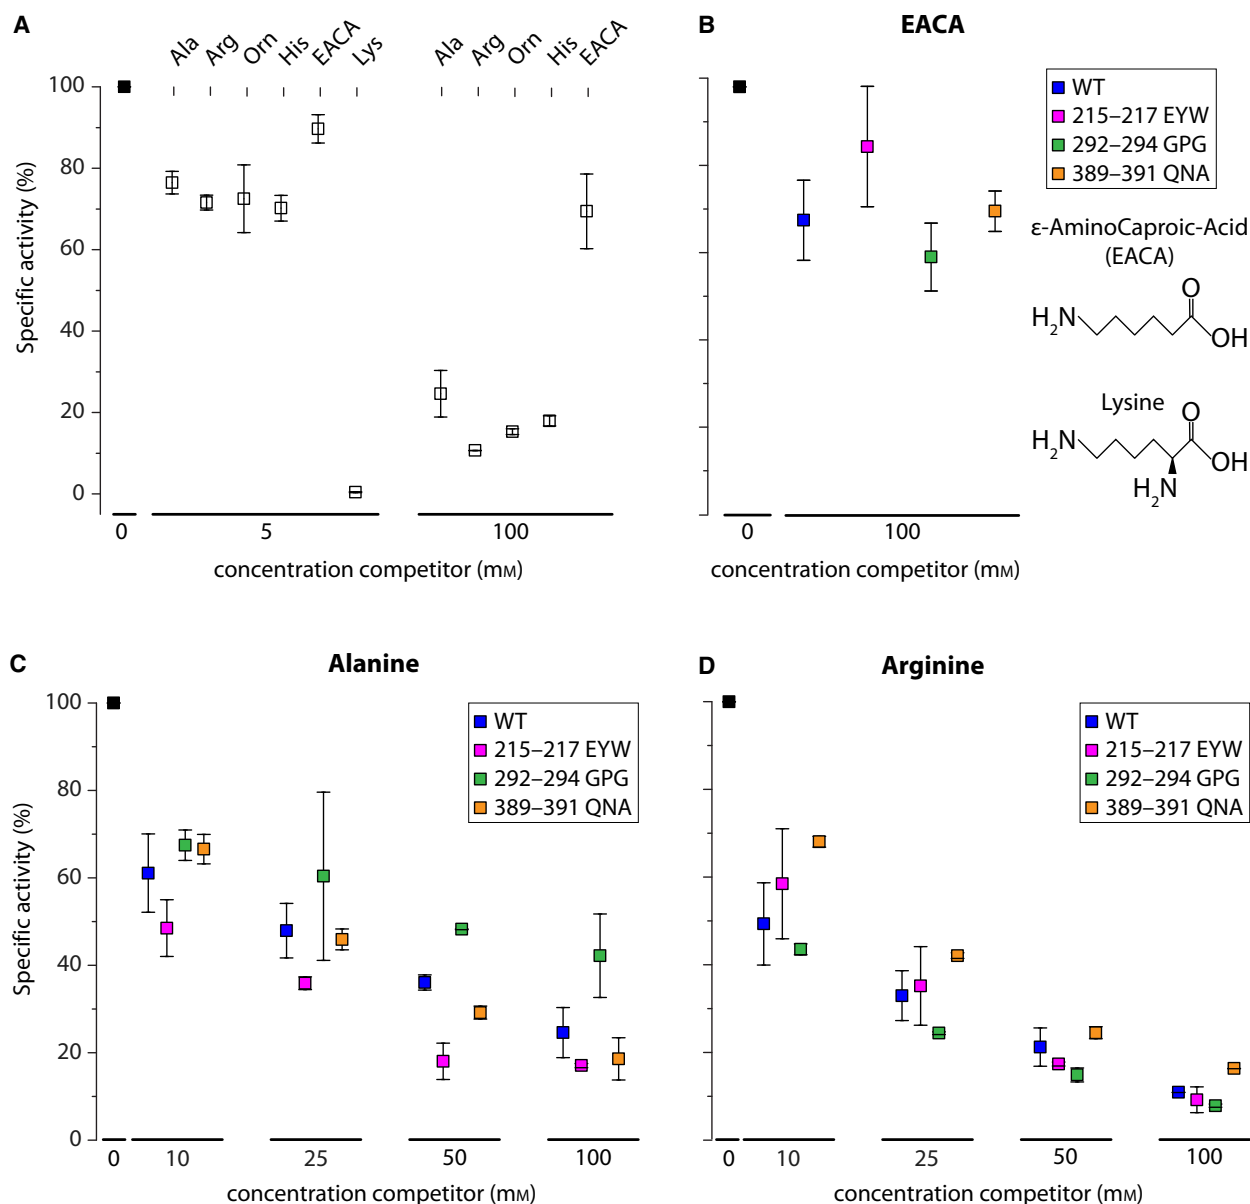 A
Ala Arg Orn His EACA Lys Ala Arg Orn His EACA
100
80
60
40
20
0
Specific activity (%)
0 5 100
concentration competitor (mM)
B
EACA
WT
215–217 EYW
292–294 GPG
389–391 QNA
ε-AminoCaproic-Acid
(EACA)
H2N O OH
Lysine
H2N O OH
H2N
0 100
concentration competitor (mM)
C
Alanine
100
80
60
40
20
0
Specific activity (%)
WT
215–217 EYW
292–294 GPG
389–391 QNA
0 10 25 50 100
concentration competitor (mM)
D
Arginine
WT
215–217 EYW
292–294 GPG
389–391 QNA
0 10 25 50 100
concentration competitor (mM)